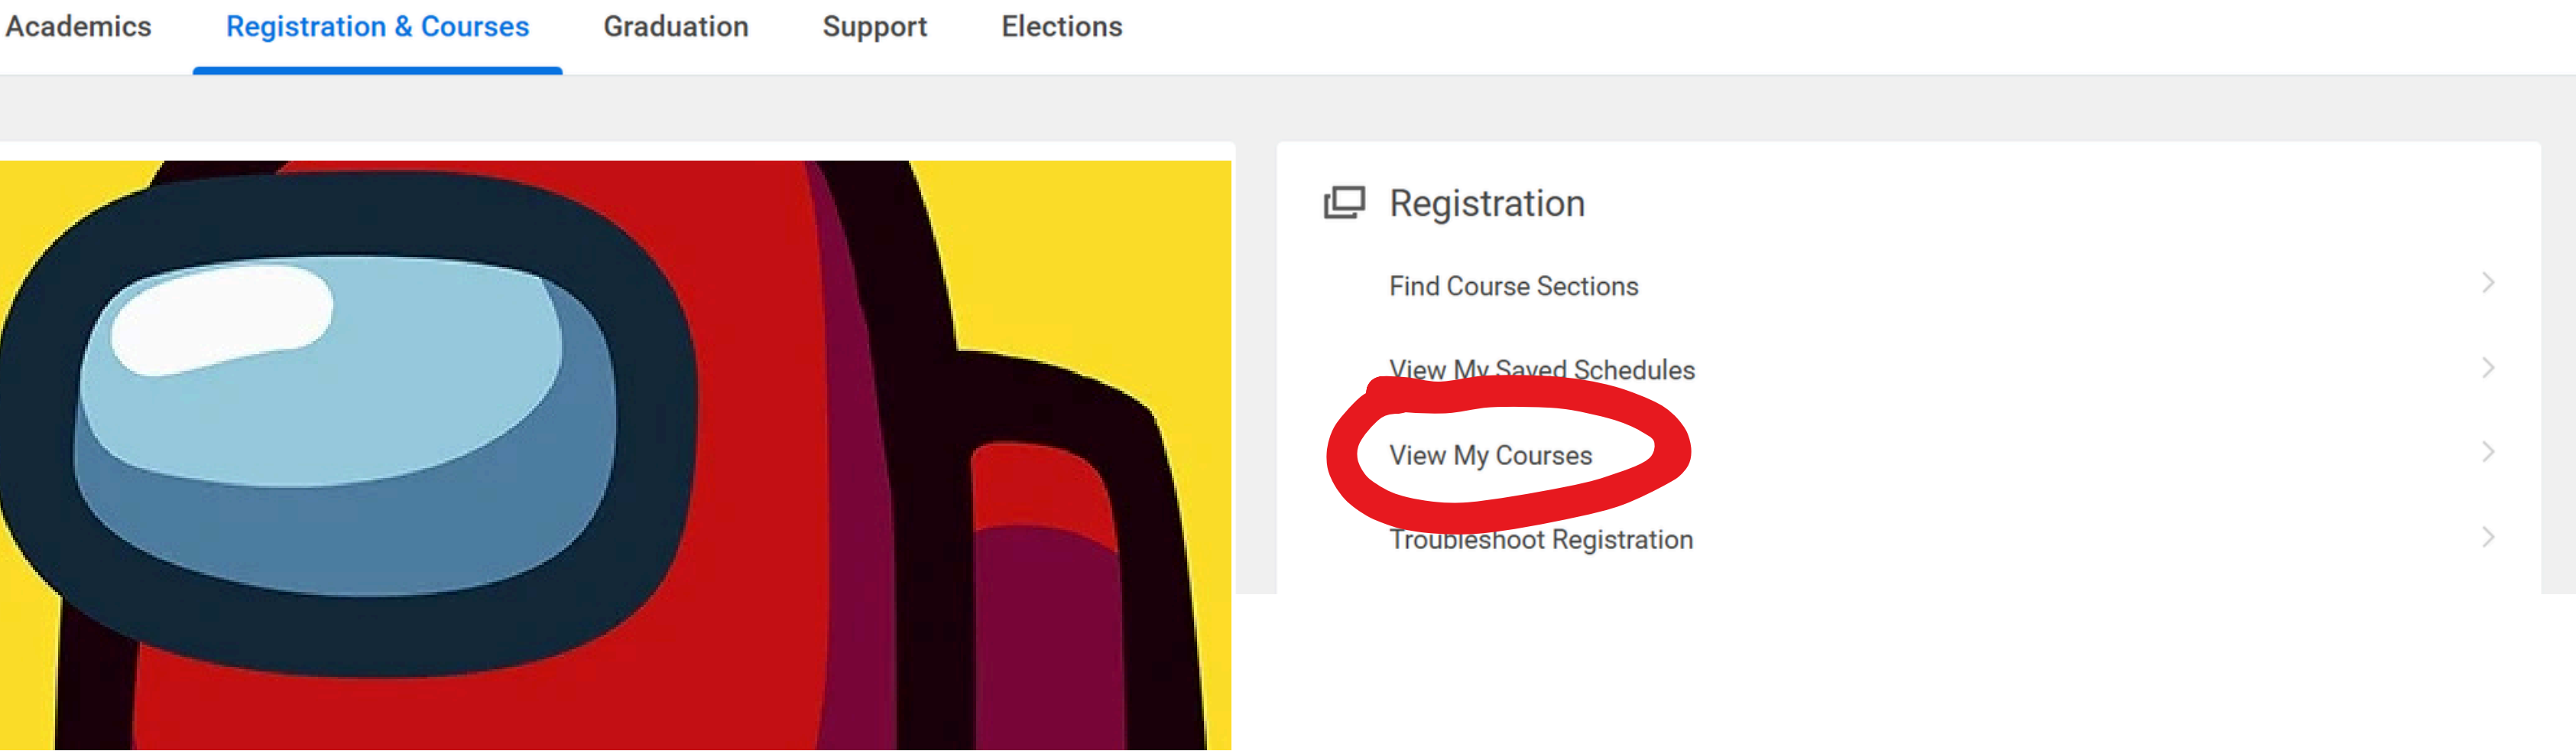 Academics Registration & Courses Graduation Support Elections
Registration
Find Course Sections
View My Saved Schedules
View My Courses
Troubleshoot Registration